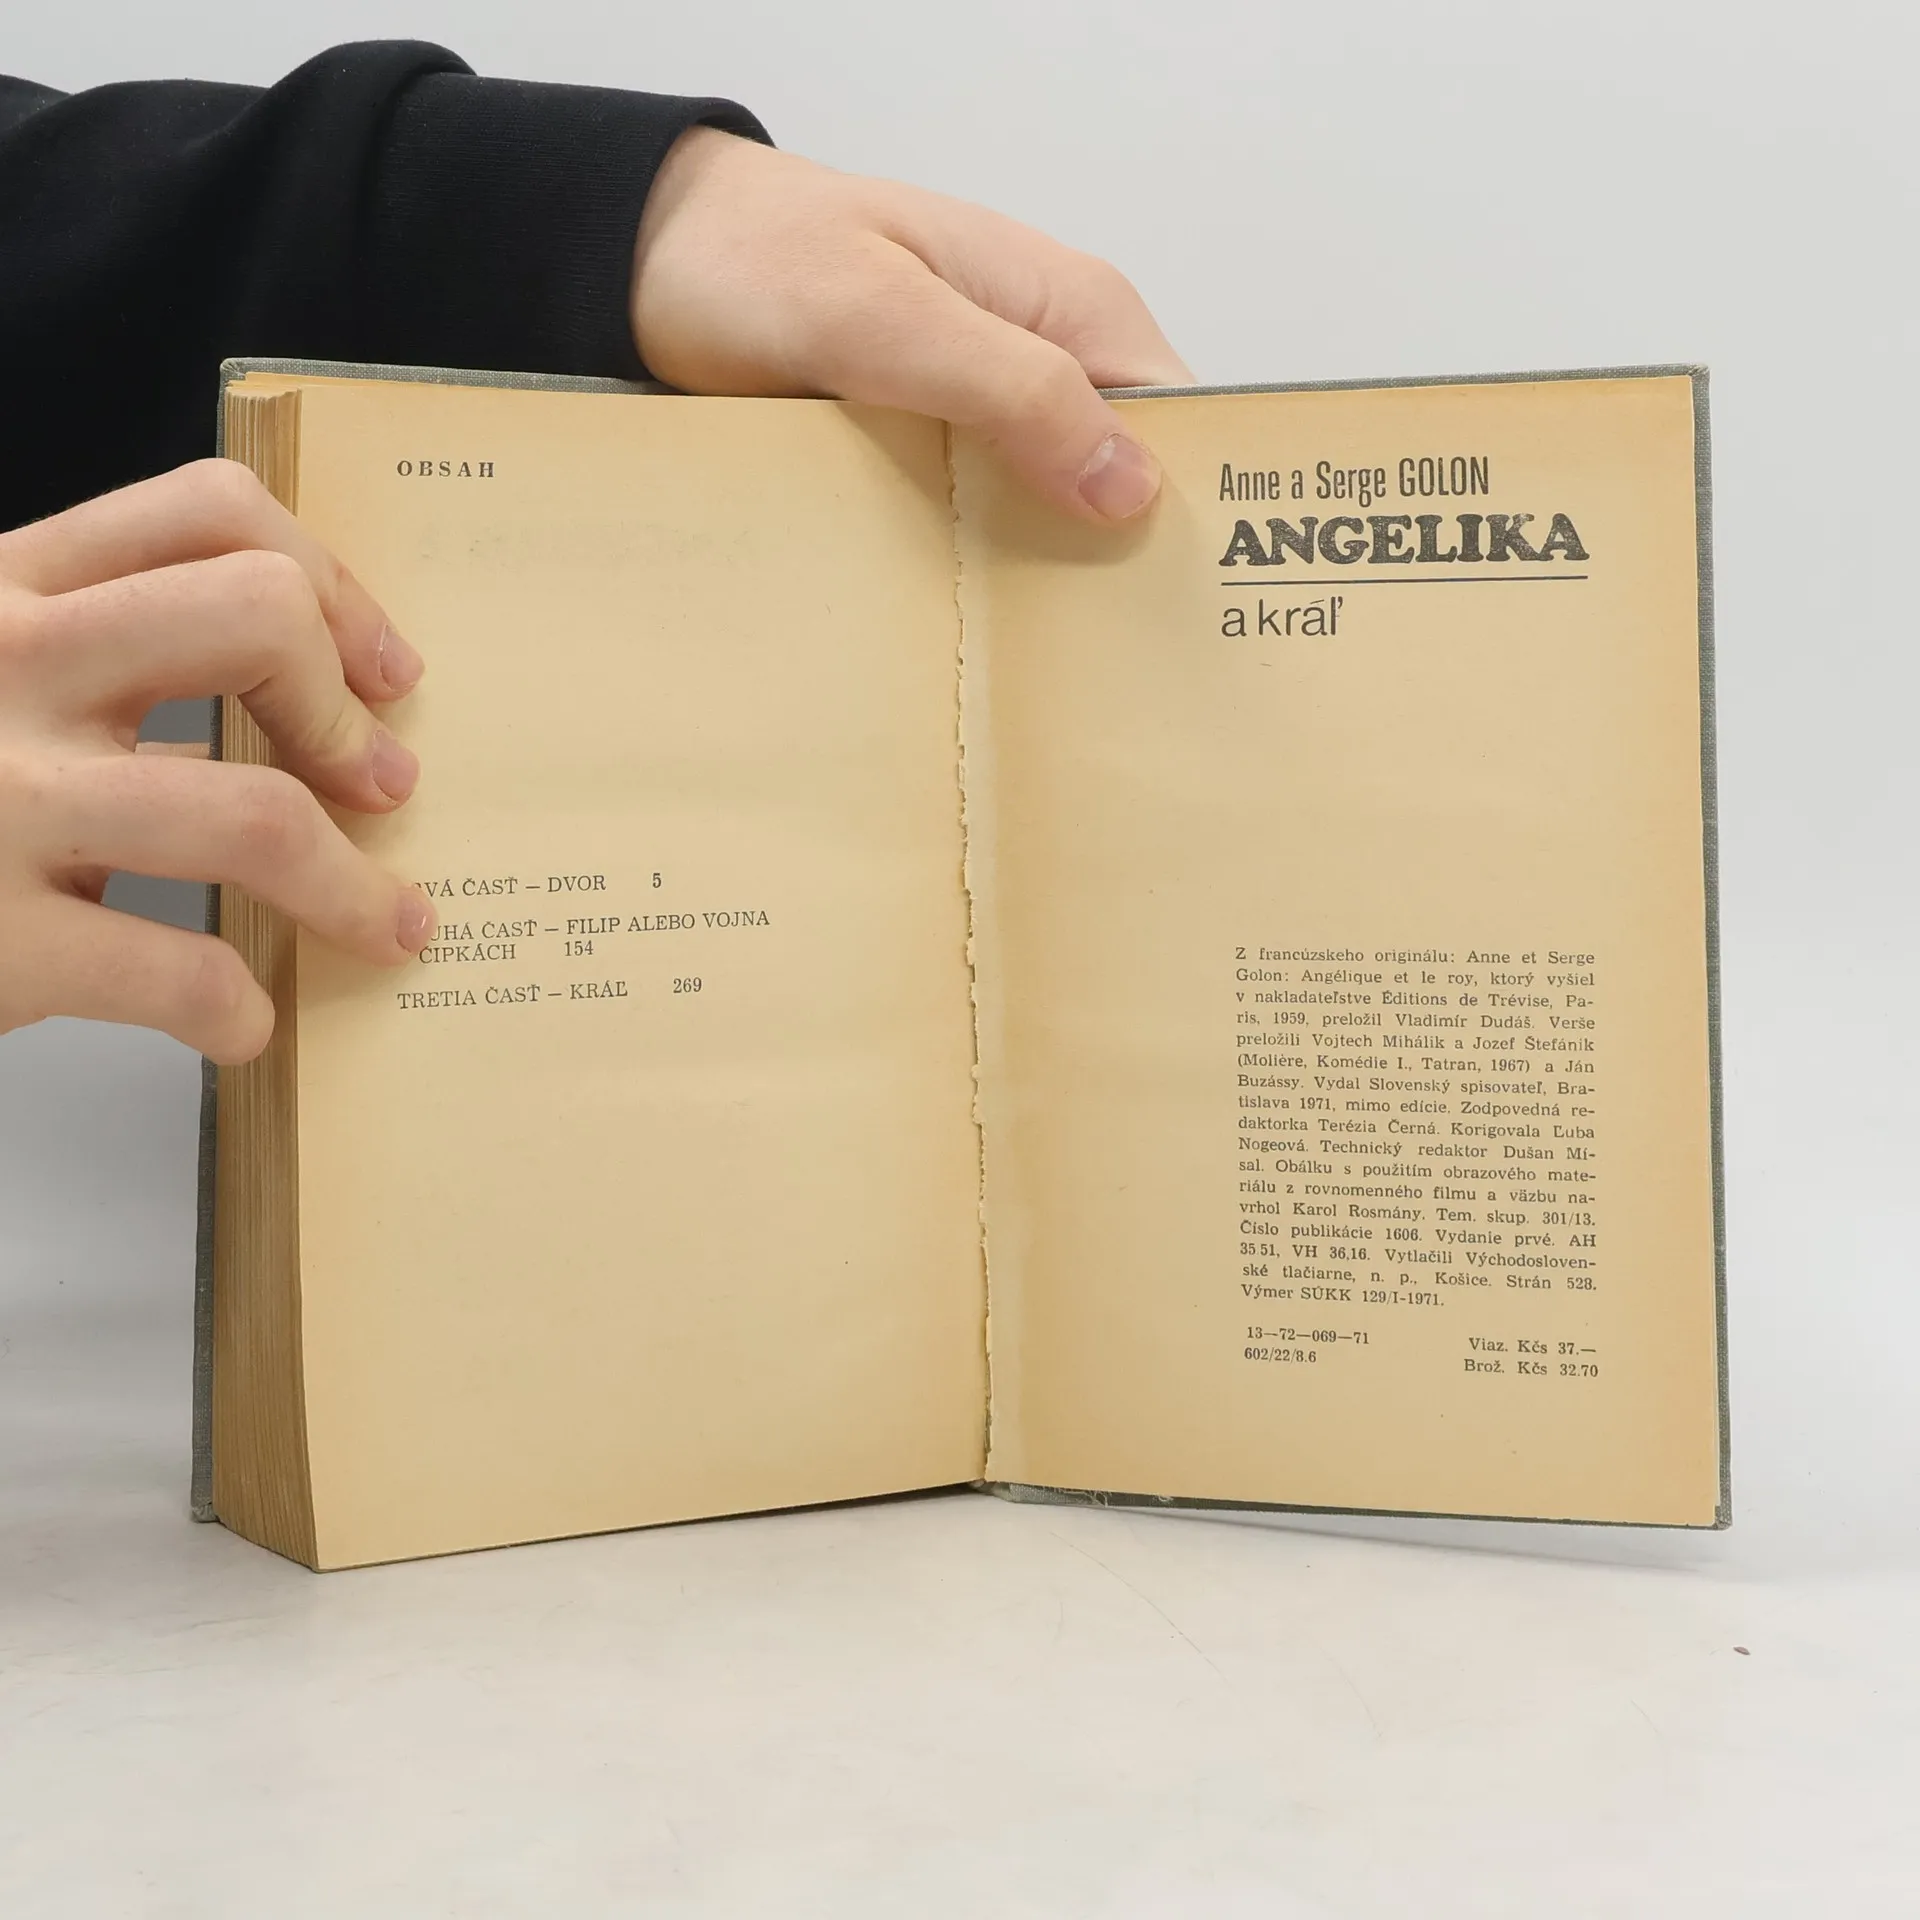 OBSAH
VÁ ČASŤ — DVOR 5
UHÁ ČASŤ — FILIP ALEBO VOJNA
ČIPKÁCH 154
TRETIA ČASŤ — KRÁĽ 269
Anne a Serge GOLON
ANGELIKA
a kráľ
Z francúzskeho originálu: Anne et Serge
Golon: Angélique et le roy, ktorý vyšiel
v nakladateľstve Éditions de Trévise, Pa-
ris, 1959, preložil Vladimír Dudáš. Verše
preložili Vojtech Mihálik a Jozef Štefánik
(Molière, Komédie I., Tatran, 1967) a Ján
Buzássy. Vydal Slovenský spisovateľ, Bra-
tislava 1971, mimo edície. Zodpovedná re-
daktorka Terézia Černá. Korigovala Ľuba
Nogeová. Technický redaktor Dušan Mí-
sal. Obálku s použitím obrazového mate-
riálu z rovnomenného filmu a väzbu na-
vrhol Karol Rosmány. Tem. skup. 301/13.
Číslo publikácie 1606. Vydanie prvé. AH
35 51, VH 36,16. Vytlačili Východosloven-
ské tlačiarne, n. p., Košice. Strán 528.
Výmer SÚKK 129/I-1971.
13—72—069—71
602/22/8.6
Viaz. Kčs 37.—
Brož. Kčs 32.70